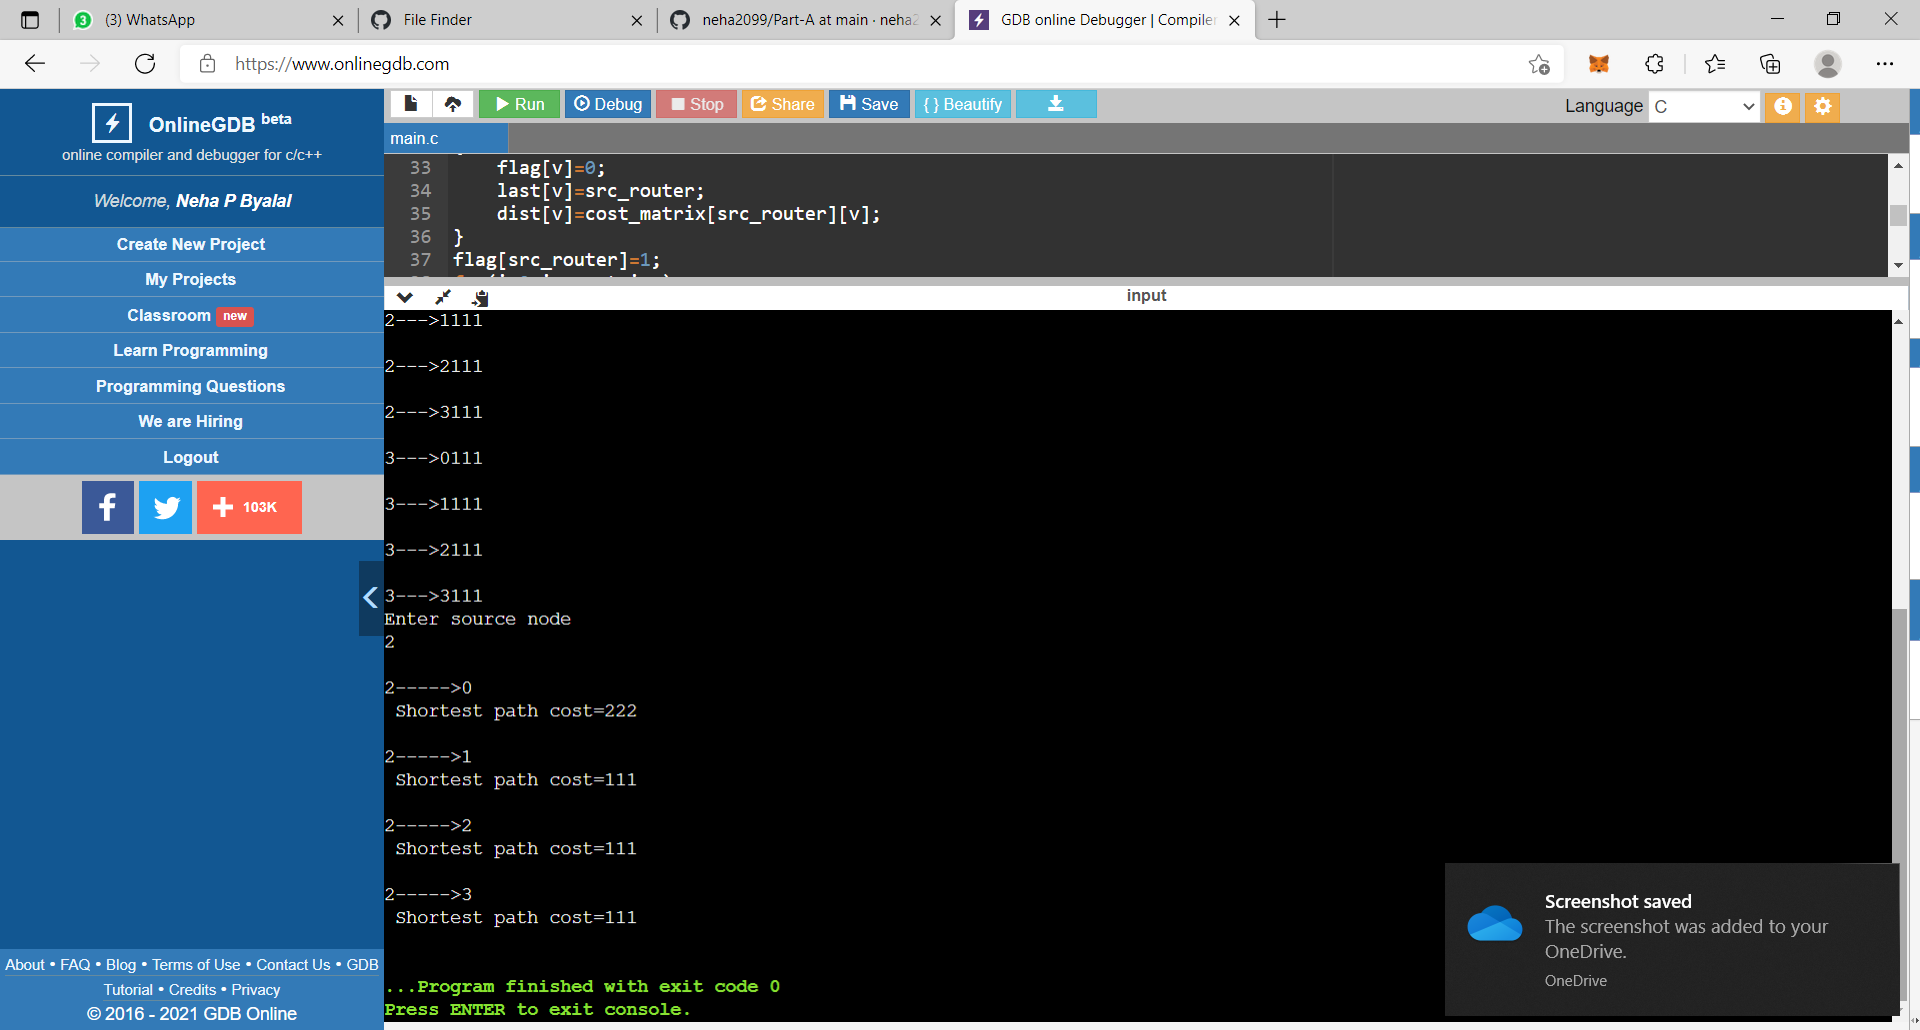 (3) WhatsApp
File Finder
neha2099/Part-A at main · neha2
GDB online Debugger | Compiler
https://www.onlinegdb.com
OnlineGDB beta
online compiler and debugger for c/c++
Welcome, Neha P Byalal
Create New Project
My Projects
Classroom new
Learn Programming
Programming Questions
We are Hiring
Logout
103K
About • FAQ • Blog • Terms of Use • Contact Us • GDB
Tutorial • Credits • Privacy
© 2016 - 2021 GDB Online
Run Debug Stop Share Save { } Beautify
Language C
main.c
33 flag[v]=0;
34 last[v]=src_router;
35 dist[v]=cost_matrix[src_router][v];
36 }
37 flag[src_router]=1;
input
2--->1111
2--->2111
2--->3111
3--->0111
3--->1111
3--->2111
3--->3111
Enter source node
2
2----->0
Shortest path cost=222
2----->1
Shortest path cost=111
2----->2
Shortest path cost=111
2----->3
Shortest path cost=111
...Program finished with exit code 0
Press ENTER to exit console.
Screenshot saved
The screenshot was added to your
OneDrive.
OneDrive